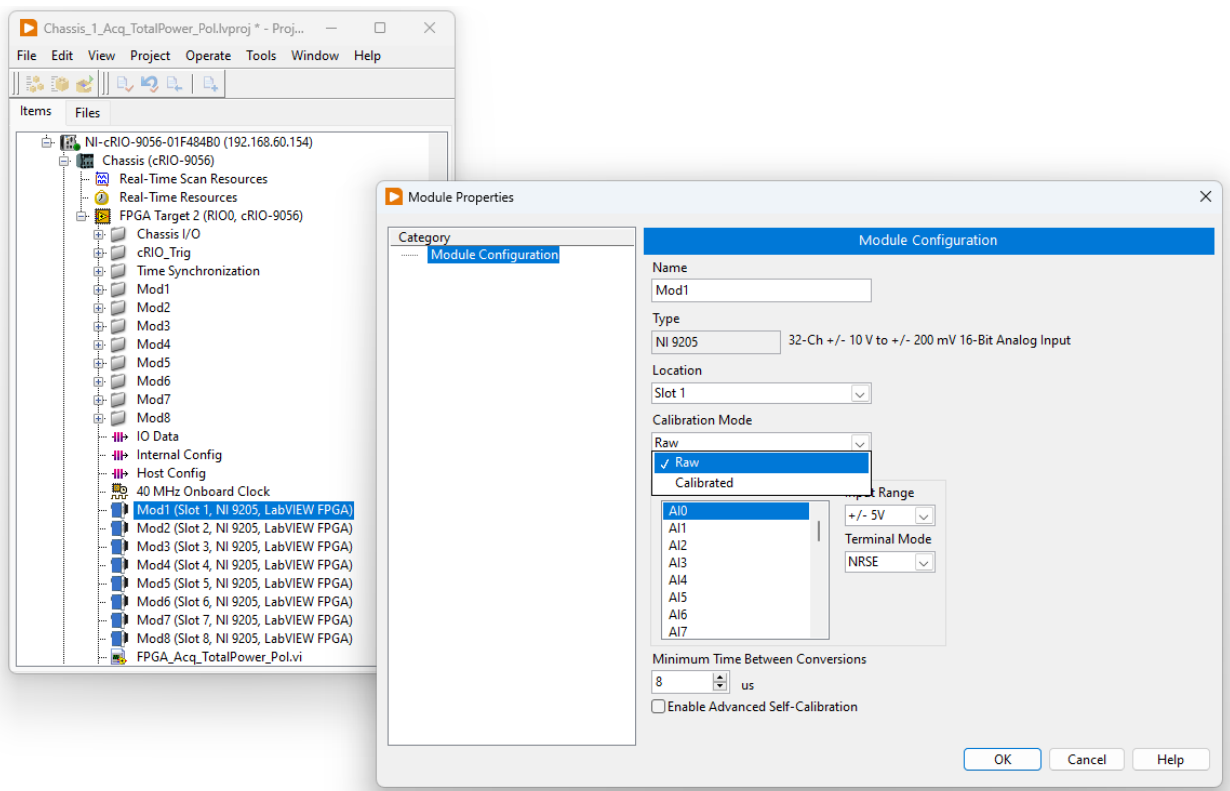 Chassis_1_Acq_TotalPower_Pol.lvproj * - Proj...
File Edit View Project Operate Tools Window Help
Items Files
NI-cRIO-9056-01F484B0 (192.168.60.154)
Chassis (cRIO-9056)
Real-Time Scan Resources
Real-Time Resources
FPGA Target 2 (RIO0, cRIO-9056)
Chassis I/O
cRIO_Trig
Time Synchronization
Mod1
Mod2
Mod3
Mod4
Mod5
Mod6
Mod7
Mod8
IO Data
Internal Config
Host Config
40 MHz Onboard Clock
Mod1 (Slot 1, NI 9205, LabVIEW FPGA)
Mod2 (Slot 2, NI 9205, LabVIEW FPGA)
Mod3 (Slot 3, NI 9205, LabVIEW FPGA)
Mod4 (Slot 4, NI 9205, LabVIEW FPGA)
Mod5 (Slot 5, NI 9205, LabVIEW FPGA)
Mod6 (Slot 6, NI 9205, LabVIEW FPGA)
Mod7 (Slot 7, NI 9205, LabVIEW FPGA)
Mod8 (Slot 8, NI 9205, LabVIEW FPGA)
FPGA_Acq_TotalPower_Pol.vi
Module Properties
Category
Module Configuration
Module Configuration
Name
Mod1
Type
NI 9205 32-Ch +/- 10 V to +/- 200 mV 16-Bit Analog Input
Location
Slot 1
Calibration Mode
Raw
Raw
Calibrated
Range
AI0
AI1
AI2
AI3
AI4
AI5
AI6
AI7
+/- 5V
Terminal Mode
NRSE
Minimum Time Between Conversions
8 us
Enable Advanced Self-Calibration
OK Cancel Help